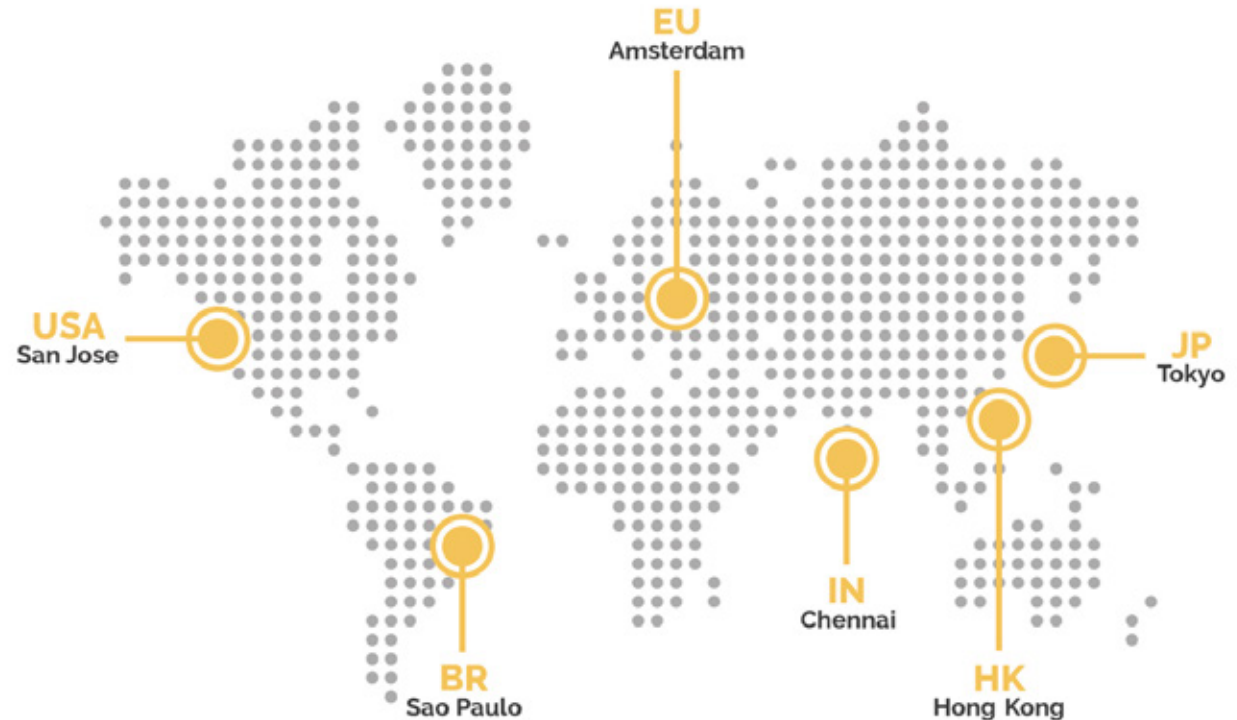 EU
Amsterdam
USA
San Jose
JP
Tokyo
IN
Chennai
BR
Sao Paulo
HK
Hong Kong